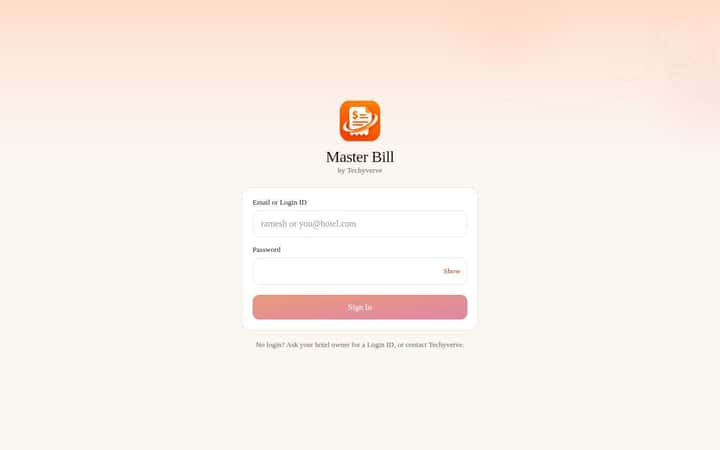 $
Master Bill
by Techyverve
Email or Login ID
ramesh or you@hotel.com
Password
Show
Sign In
No login? Ask your hotel owner for a Login ID, or contact Techyverve.